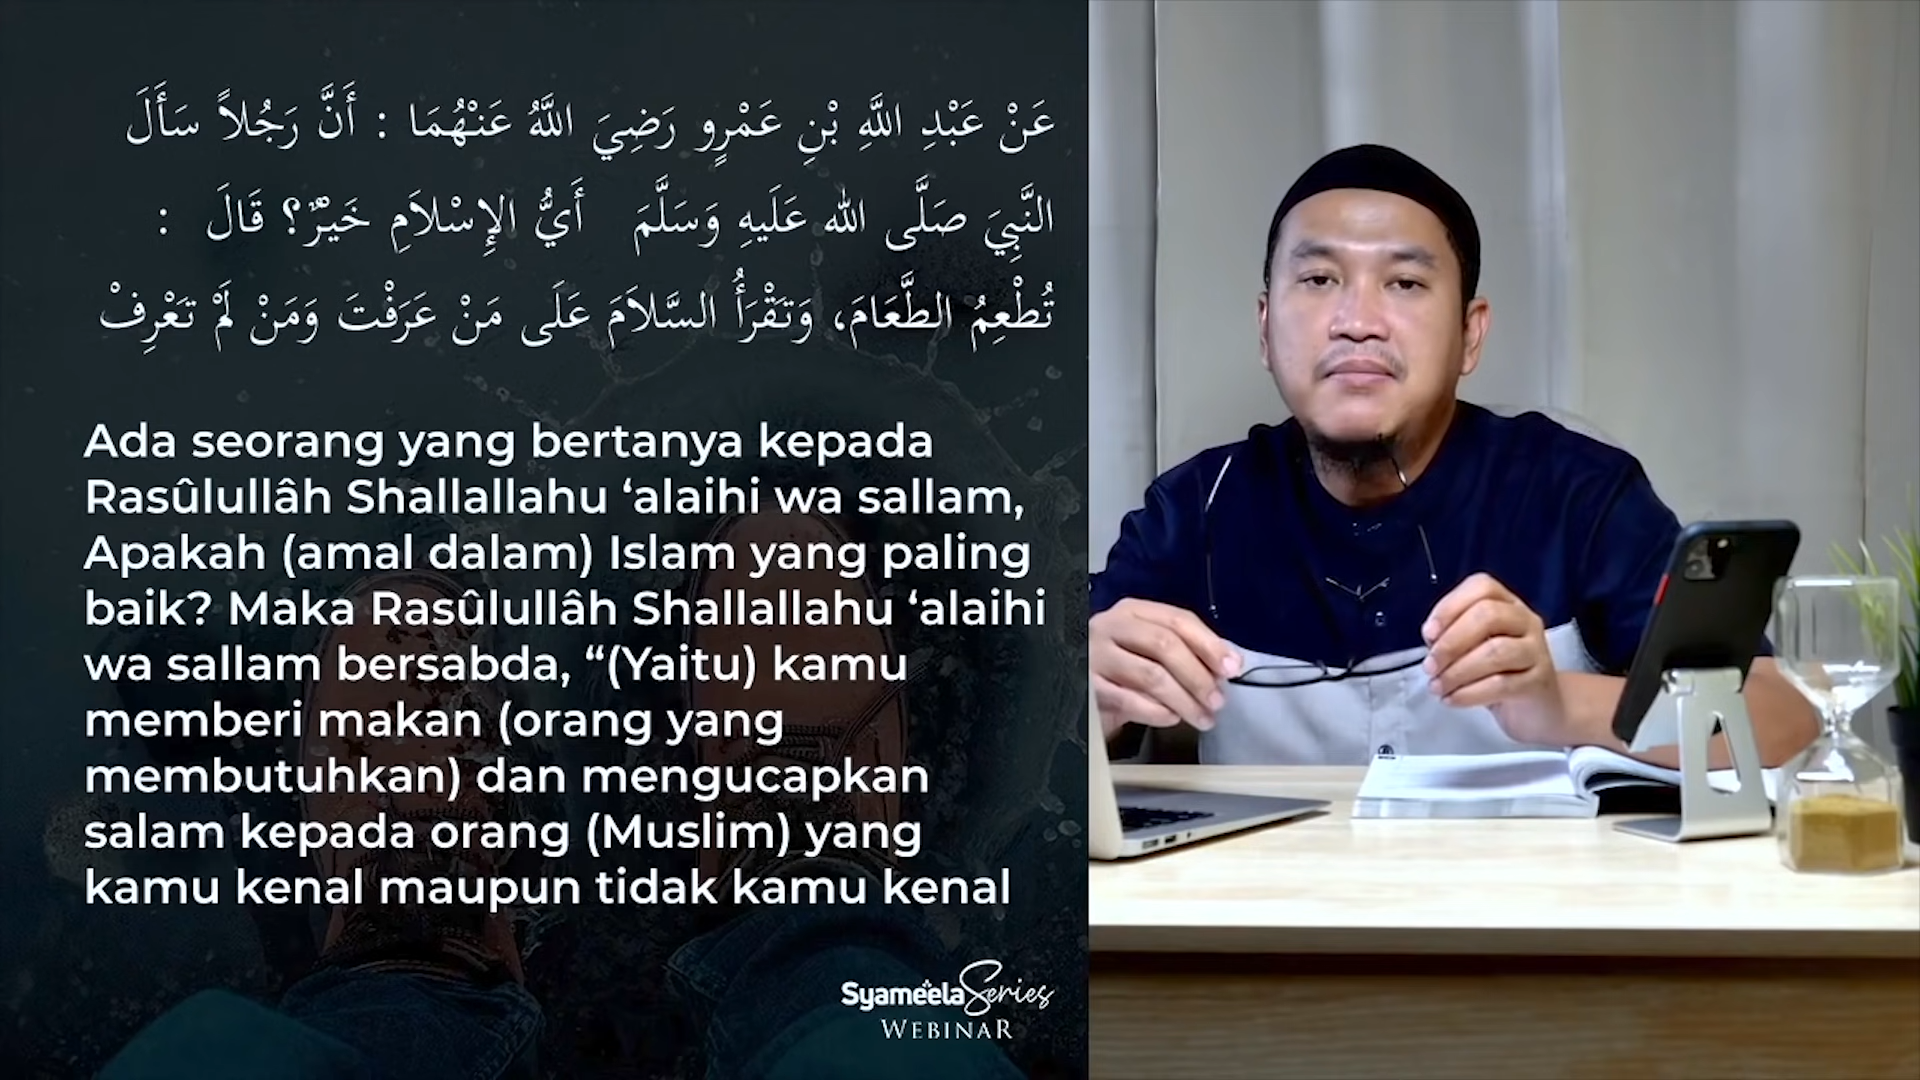 عَنْ عَبْدِ اللَّهِ بْنِ عَمْرٍو رَضِيَ اللَّهُ عَنْهُمَا : أَنَّ رَجُلاً سَأَلَ
النَّبِيَ صَلَّى الله عَلَيهِ وَسَلَّمَ أَيُّ الإِسْلاَمِ خَيْرٌ؟ قَالَ :
تُطْعِمُ الطَّعَامَ، وَتَقْرَأُ السَّلاَمَ عَلَى مَنْ عَرَفْتَ وَمَنْ لَمْ تَعْرِفْ
Ada seorang yang bertanya kepada
Rasûlullâh Shallallahu ‘alaihi wa sallam,
Apakah (amal dalam) Islam yang paling
baik? Maka Rasûlullâh Shallallahu ‘alaihi
wa sallam bersabda, “(Yaitu) kamu
memberi makan (orang yang
membutuhkan) dan mengucapkan
salam kepada orang (Muslim) yang
kamu kenal maupun tidak kamu kenal
Syameela Series
WEBINAR